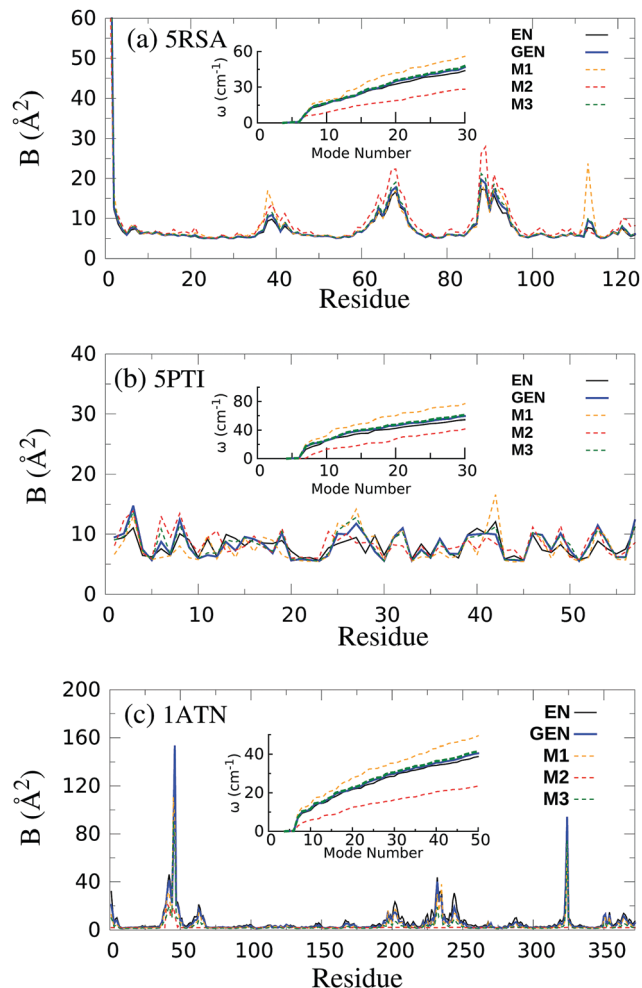 (a) 5RSA
B (Å²)
60
50
40
30
20
10
0
0 20 40 60 80 100 120
Residue
ω (cm⁻¹)
60
30
0
0 10 20 30
Mode Number
EN
GEN
M1
M2
M3
(b) 5PTI
B (Å²)
40
30
20
10
0
0 10 20 30 40 50
Residue
ω (cm⁻¹)
80
40
0
0 10 20 30
Mode Number
EN
GEN
M1
M2
M3
(c) 1ATN
B (Å²)
200
160
120
80
40
0
0 50 100 150 200 250 300 350
Residue
ω (cm⁻¹)
40
20
0
0 10 20 30 40 50
Mode Number
EN
GEN
M1
M2
M3